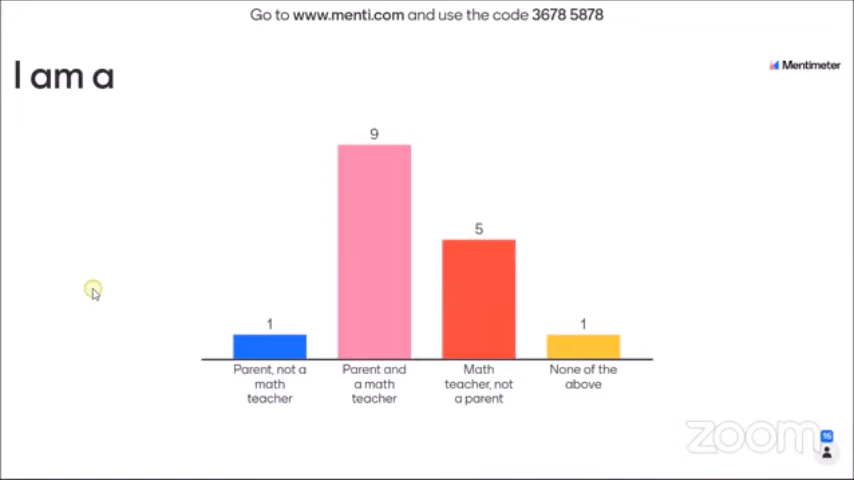 Go to www.menti.com and use the code 3678 5878
I am a
Mentimeter
9
5
1
1
Parent, not a
math
teacher
Parent and
a math
teacher
Math
teacher, not
a parent
None of the
above
zoom
16